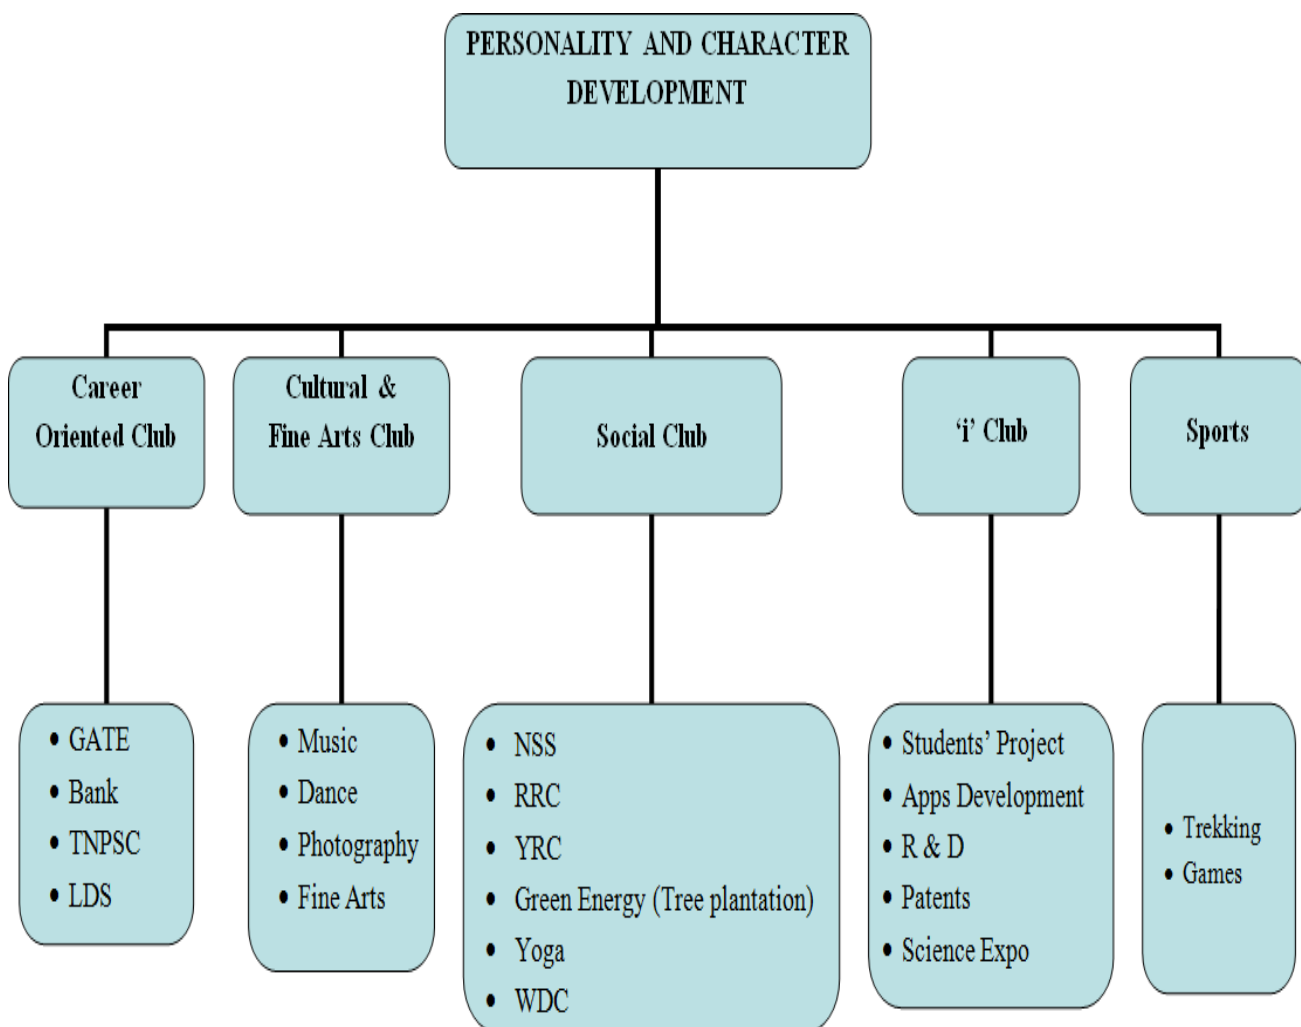 PERSONALITY AND CHARACTER
DEVELOPMENT
Career
Oriented Club
Cultural &
Fine Arts Club
Social Club
‘i’ Club
Sports
• GATE
• Bank
• TNPSC
• LDS
• Music
• Dance
• Photography
• Fine Arts
• NSS
• RRC
• YRC
• Green Energy (Tree plantation)
• Yoga
• WDC
• Students’ Project
• Apps Development
• R & D
• Patents
• Science Expo
• Trekking
• Games